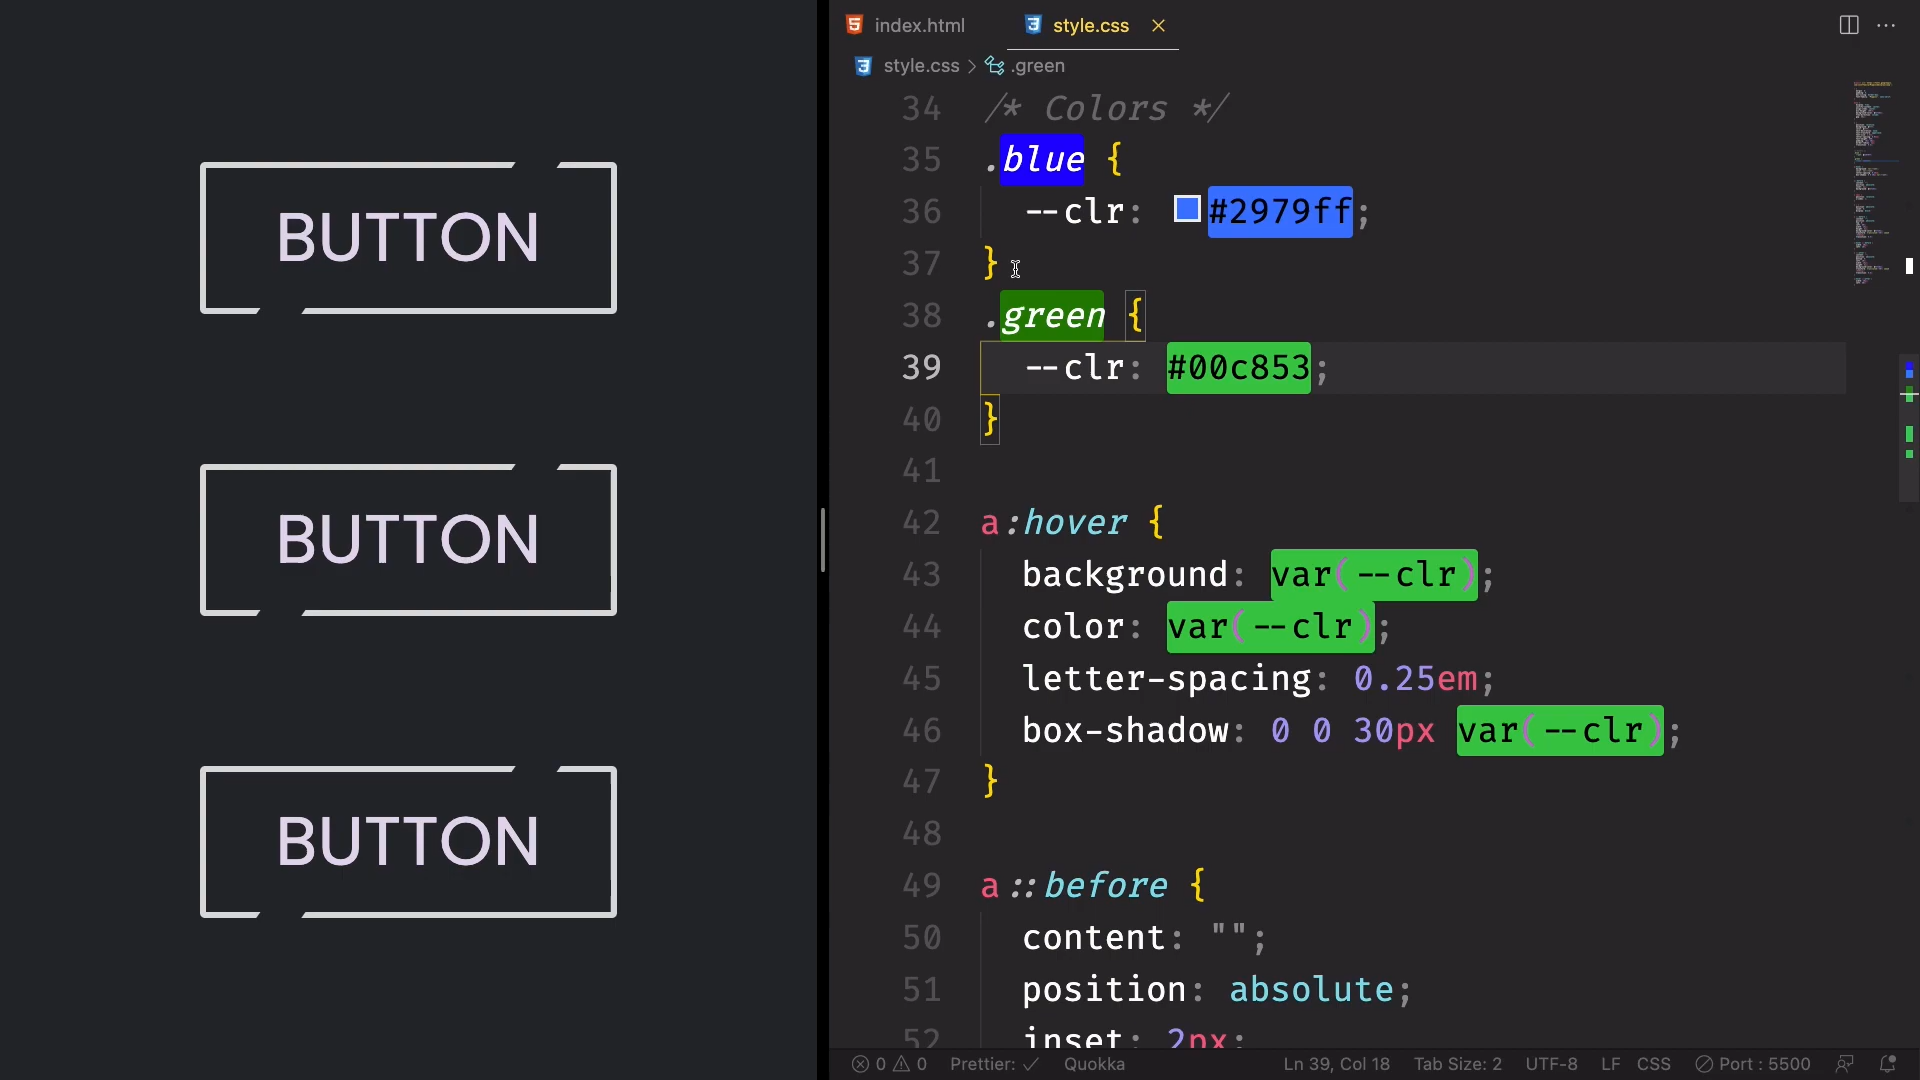 BUTTON
BUTTON
BUTTON
index.html
style.css
style.css > .green
34 /* Colors */
35 .blue {
36 --clr: #2979ff;
37 }
38 .green {
39 --clr: #00c853;
40 }
41
42 a:hover {
43 background: var(--clr);
44 color: var(--clr);
45 letter-spacing: 0.25em;
46 box-shadow: 0 0 30px var(--clr);
47 }
48
49 a::before {
50 content: "";
51 position: absolute;
52 inset: 2px;
0 0 Prettier: ✓ Quokka Ln 39, Col 18 Tab Size: 2 UTF-8 LF CSS Port : 5500